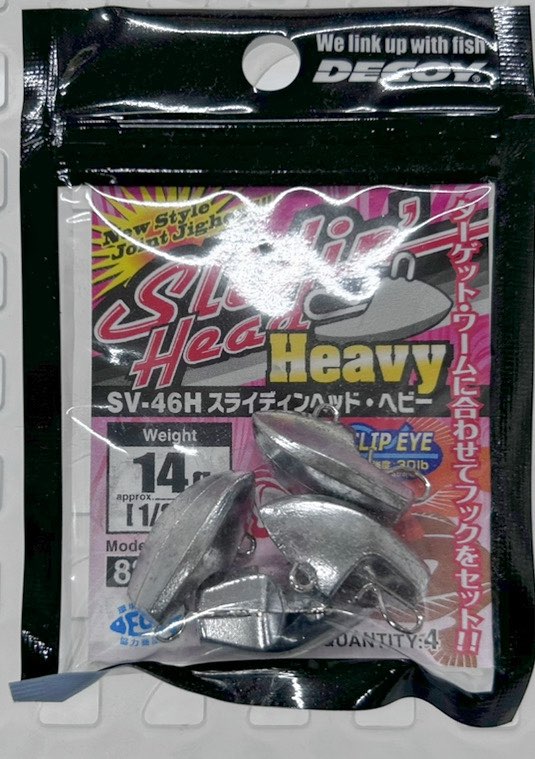 We link up with fish
DECOY®
New Style
Joint Jighead
Slidin'
Head
Heavy
SV-46H スライディンヘッド・ヘビー
ターゲット・ワームに合わせてフックをセット!!
Weight
14g
approx.
CLIP EYE
30lb
QUANTITY:4